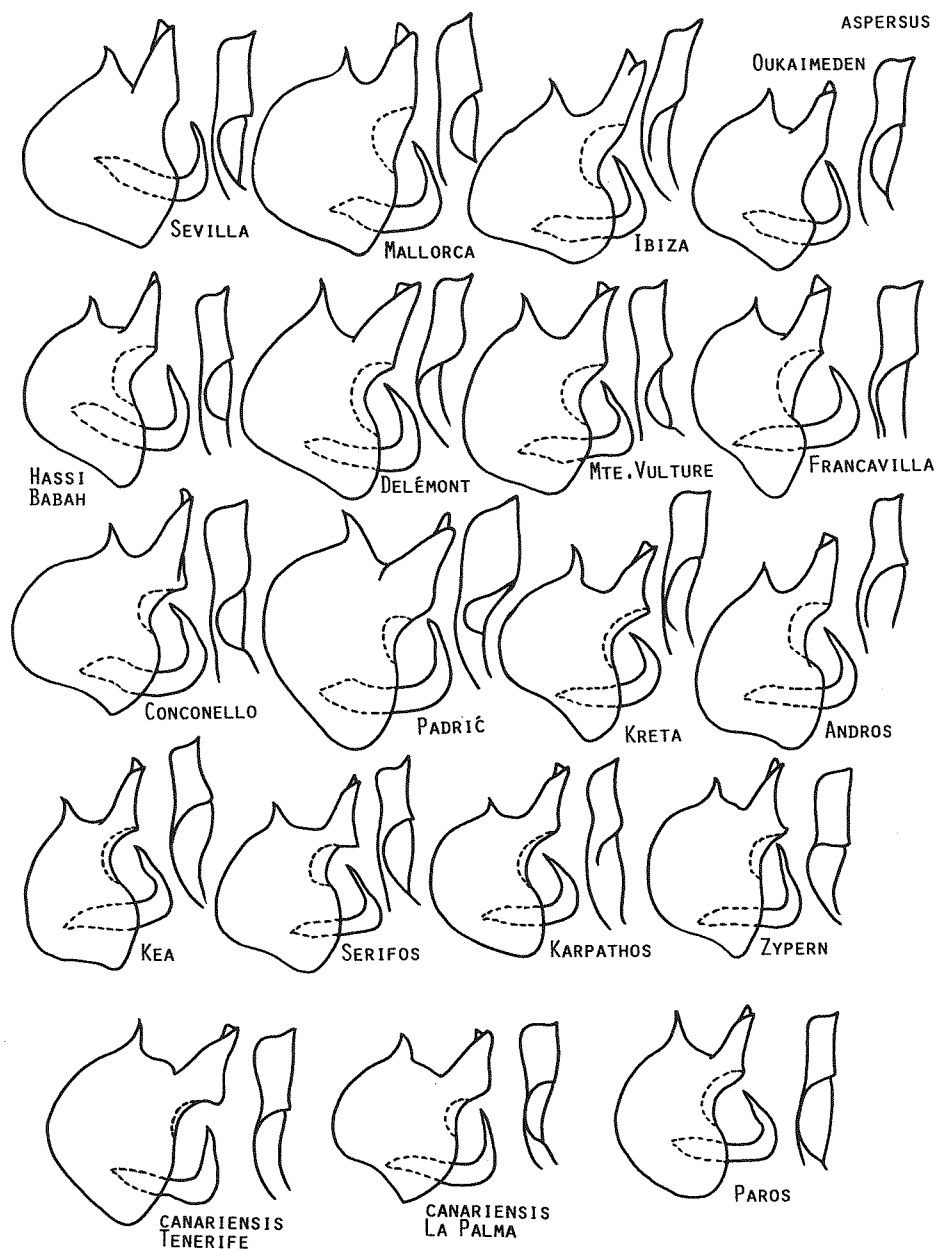 ASPERSUS
OUKAIMEDEN
SEVILLA
MALLORCA
IBIZA
HASSI
BABAH
DELÉMONT
MTE.VULTURE
FRANCAVILLA
CONCONELLO
PADRIĆ
KRETA
ANDROS
KEA
SERIFOS
KARPATHOS
ZYPERN
CANARIENSIS
TENERIFE
CANARIENSIS
LA PALMA
PAROS